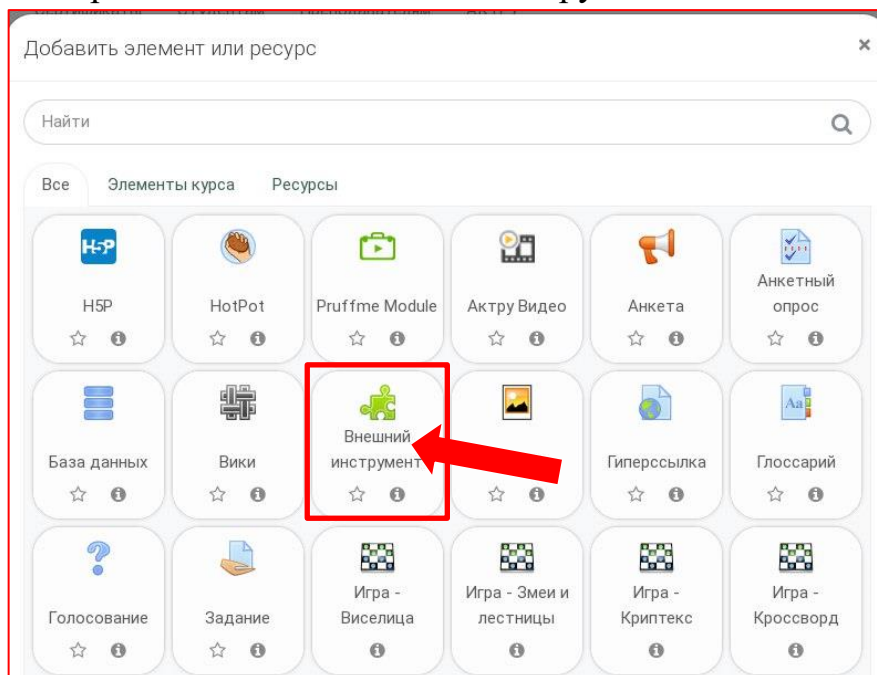 Добавить элемент или ресурс
×
Найти
Все Элементы курса Ресурсы
H5P HotPot Pruffme Module Актру Видео Анкета Анкетный опрос
База данных Вики Внешний инструмент Гиперссылка Глоссарий
Голосование Задание Игра - Виселица Игра - Змеи и лестницы Игра - Криптекс Игра - Кроссворд